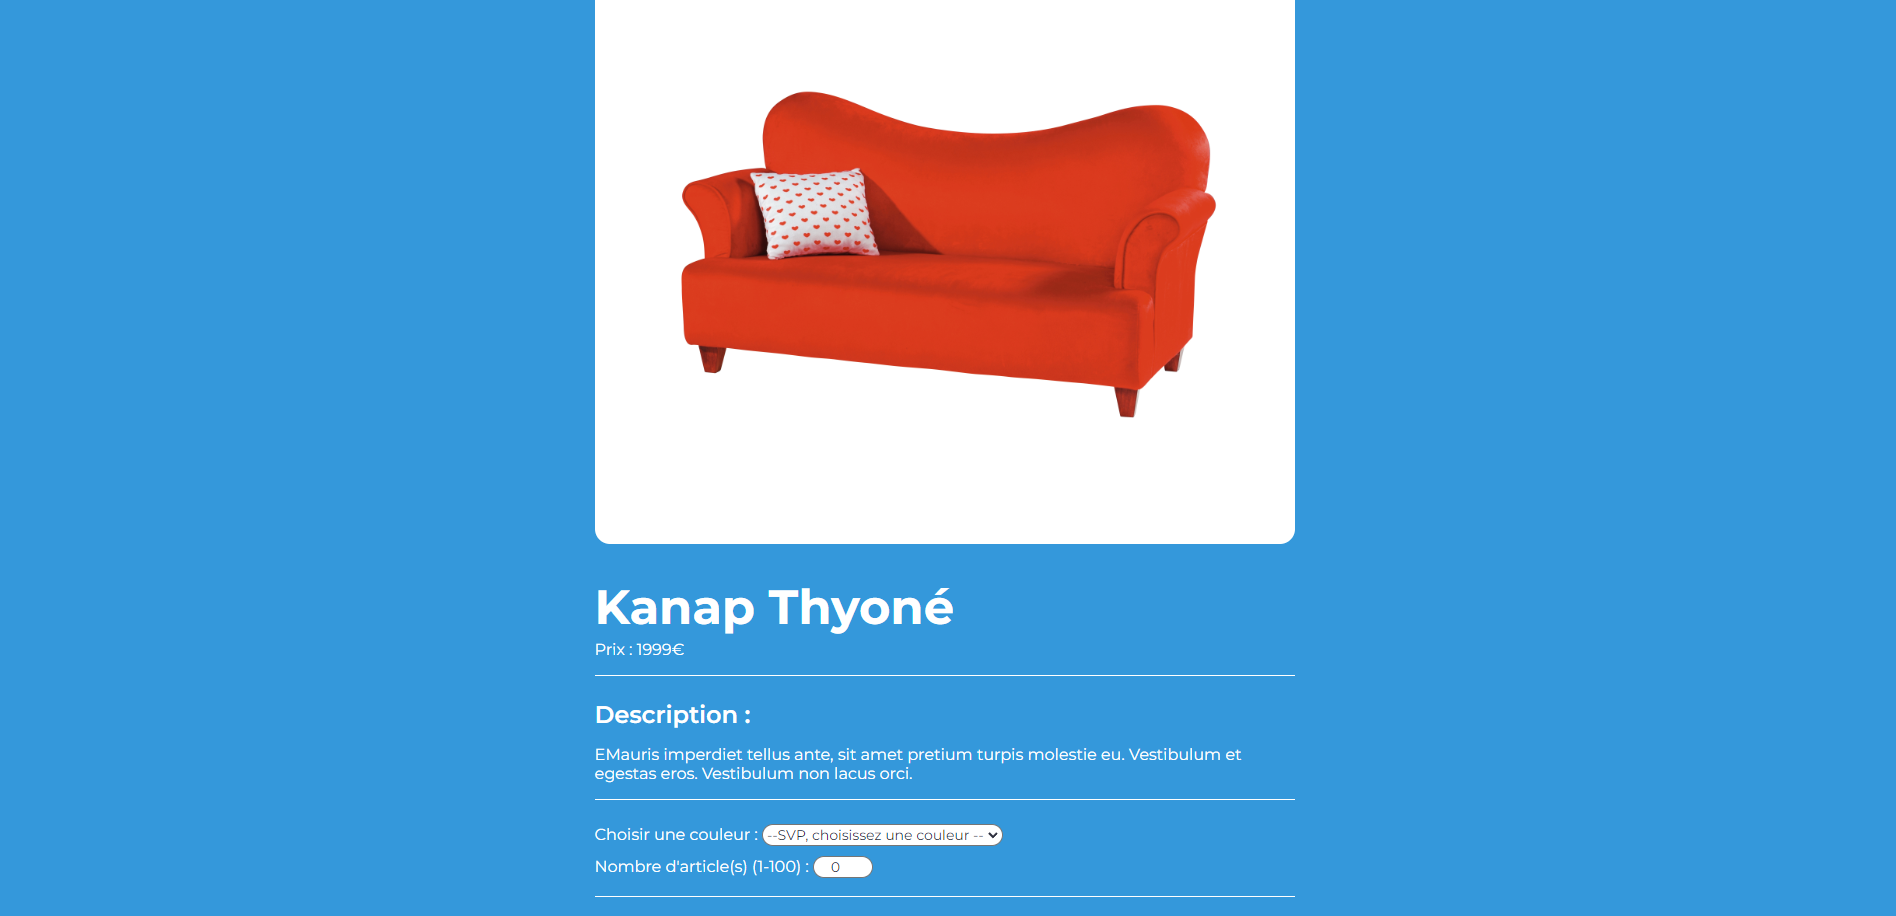 Kanap Thyoné
Prix : 1999€
Description :
EMauris imperdiet tellus ante, sit amet pretium turpis molestie eu. Vestibulum et
egestas eros. Vestibulum non lacus orci.
Choisir une couleur : --SVP, choisissez une couleur --
Nombre d'article(s) (1-100) : 0